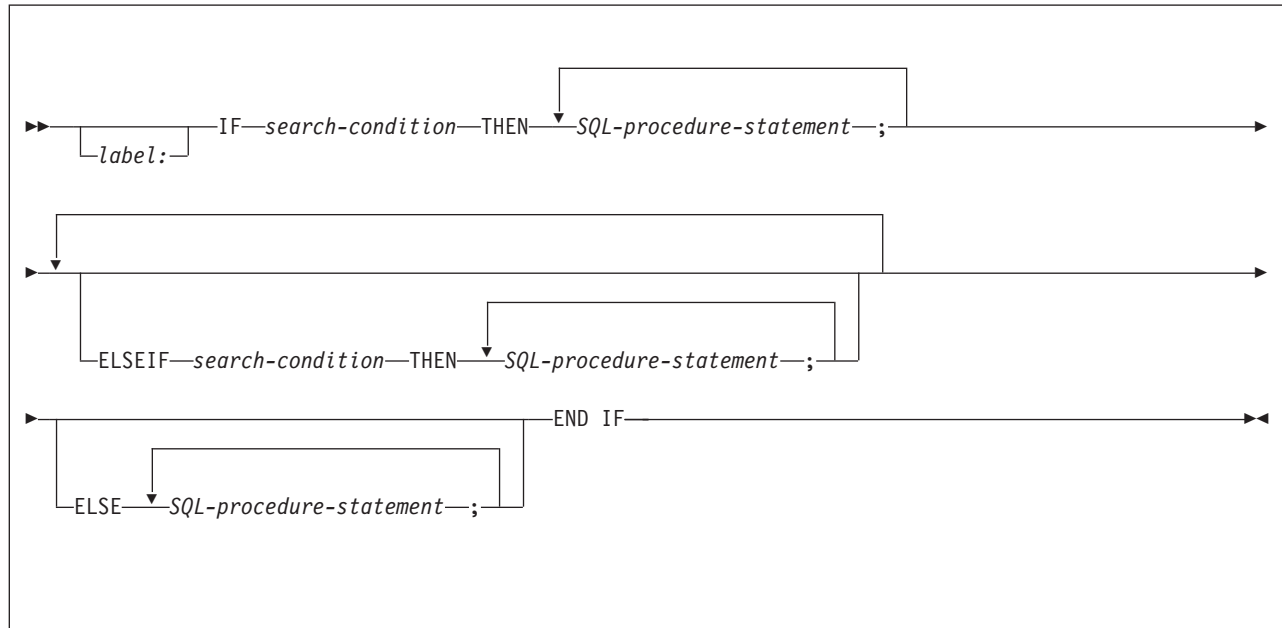 IF search-condition THEN SQL-procedure-statement ;
label:
ELSEIF search-condition THEN SQL-procedure-statement ;
END IF
ELSE SQL-procedure-statement ;